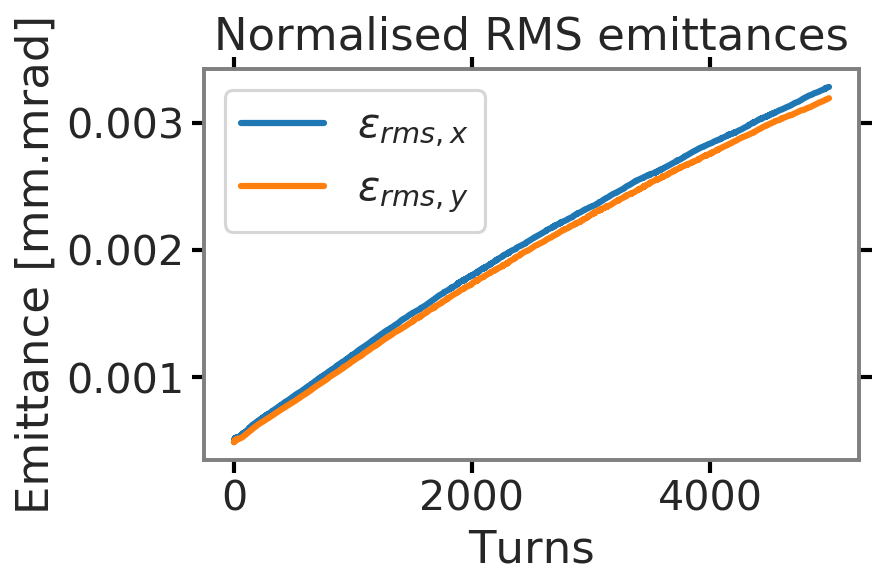 Normalised RMS emittances
Emittance [mm.mrad]
0.003
0.002
0.001
ε_{rms, x}
ε_{rms, y}
0 2000 4000
Turns